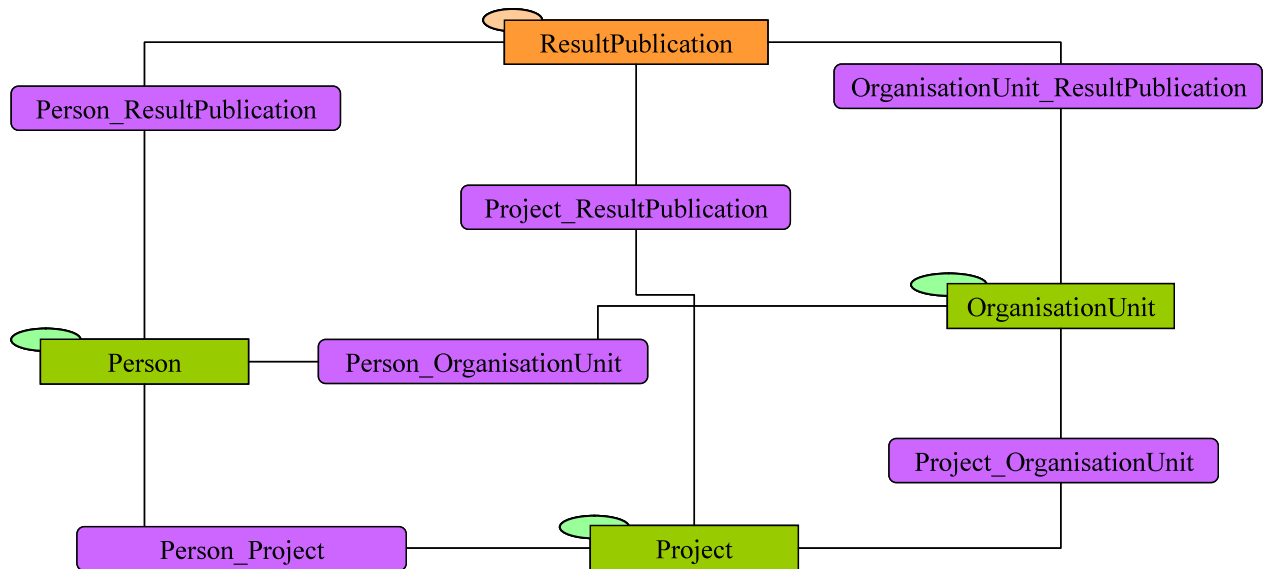 ResultPublication
OrganisationUnit_ResultPublication
Person_ResultPublication
Project_ResultPublication
OrganisationUnit
Person
Person_OrganisationUnit
Project_OrganisationUnit
Person_Project
Project